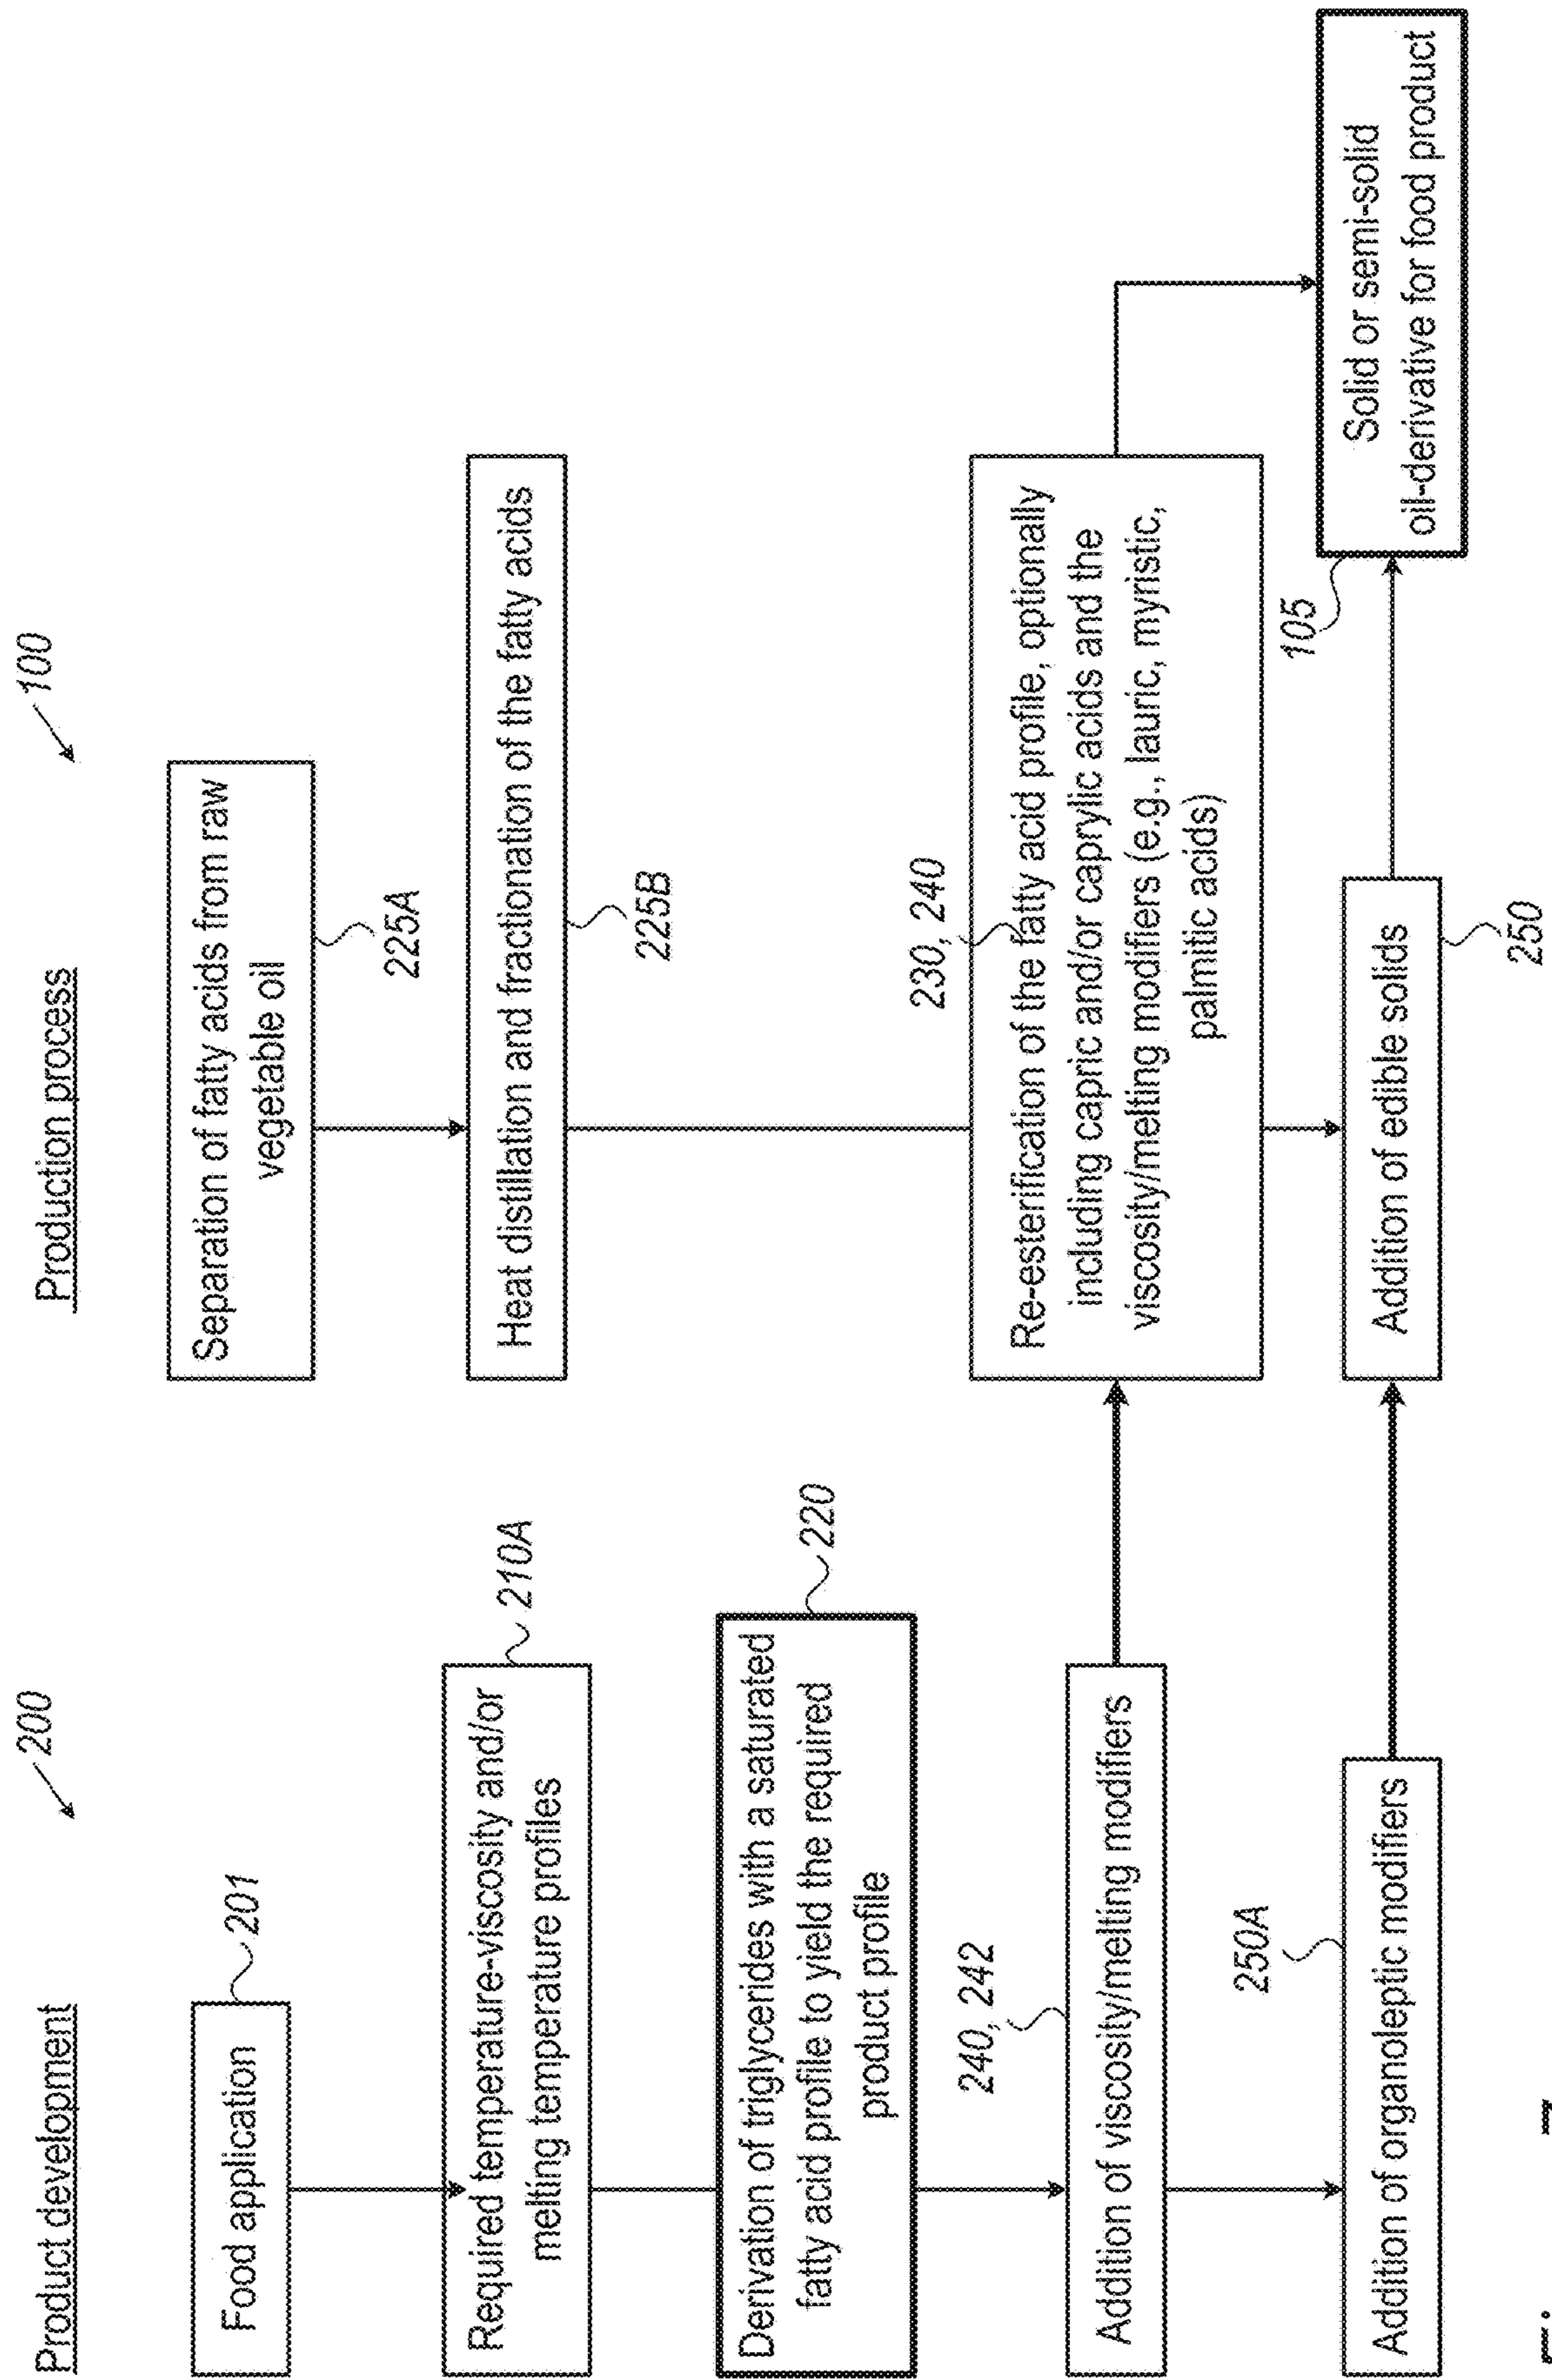 Product development
200
Food application
201
Required temperature-viscosity and/or
melting temperature profiles
210A
Derivation of triglycerides with a saturated
fatty acid profile to yield the required
product profile
220
240, 242
Addition of viscosity/melting modifiers
250A
Addition of organoleptic modifiers
Production process
100
Separation of fatty acids from raw
vegetable oil
225A
Heat distillation and fractionation of the fatty acids
225B
230, 240
Re-esterification of the fatty acid profile, optionally
including capric and/or caprylic acids and the
viscosity/melting modifiers (e.g., lauric, myristic,
palmitic acids)
Addition of edible solids
250
105
Solid or semi-solid
oil-derivative for food product